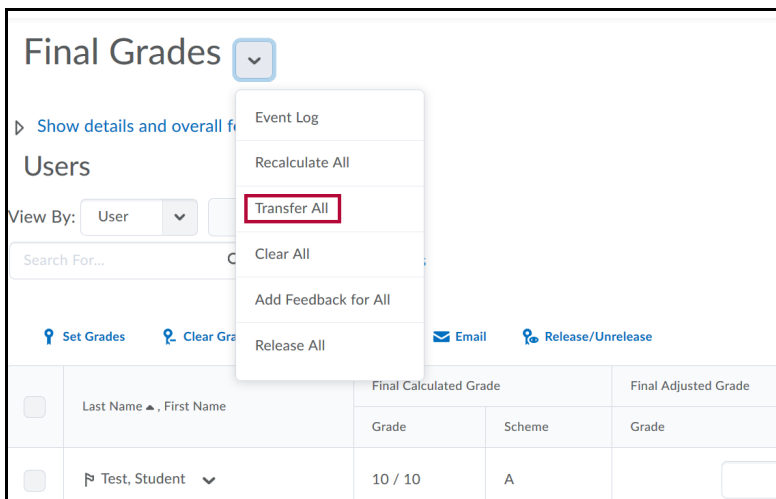 Final Grades
Event Log
Show details and overall
Recalculate All
Users
Transfer All
View By: User
Clear All
Search For...
Add Feedback for All
Set Grades
Clear
Email
Release/Unrelease
Release All
Last Name , First Name
Final Calculated Grade
Final Adjusted Grade
Grade
Scheme
Grade
Test, Student
10 / 10
A